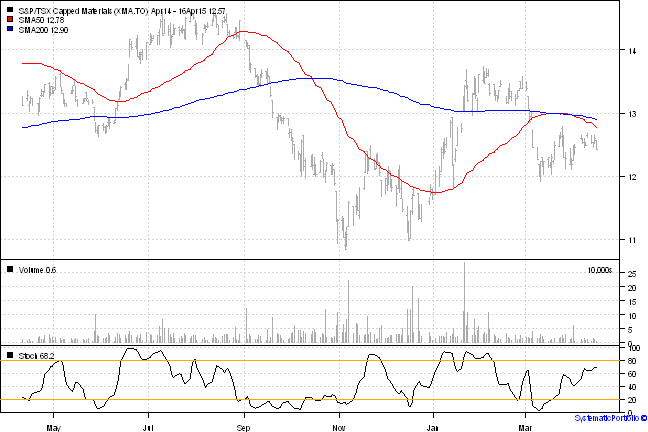 S&P/TSX Capped Materials (XMA.TO) Apr14 - 16Apr15 12.57
SMA50 12.78
SMA200 12.90
14
13
12
11
Volume 0.6
10,000s
25
20
15
10
5
0
Stoch 68.2
100
80
60
40
20
0
May
Jul
Sep
Nov
Jan
Mar
SystematicPortfolio ©